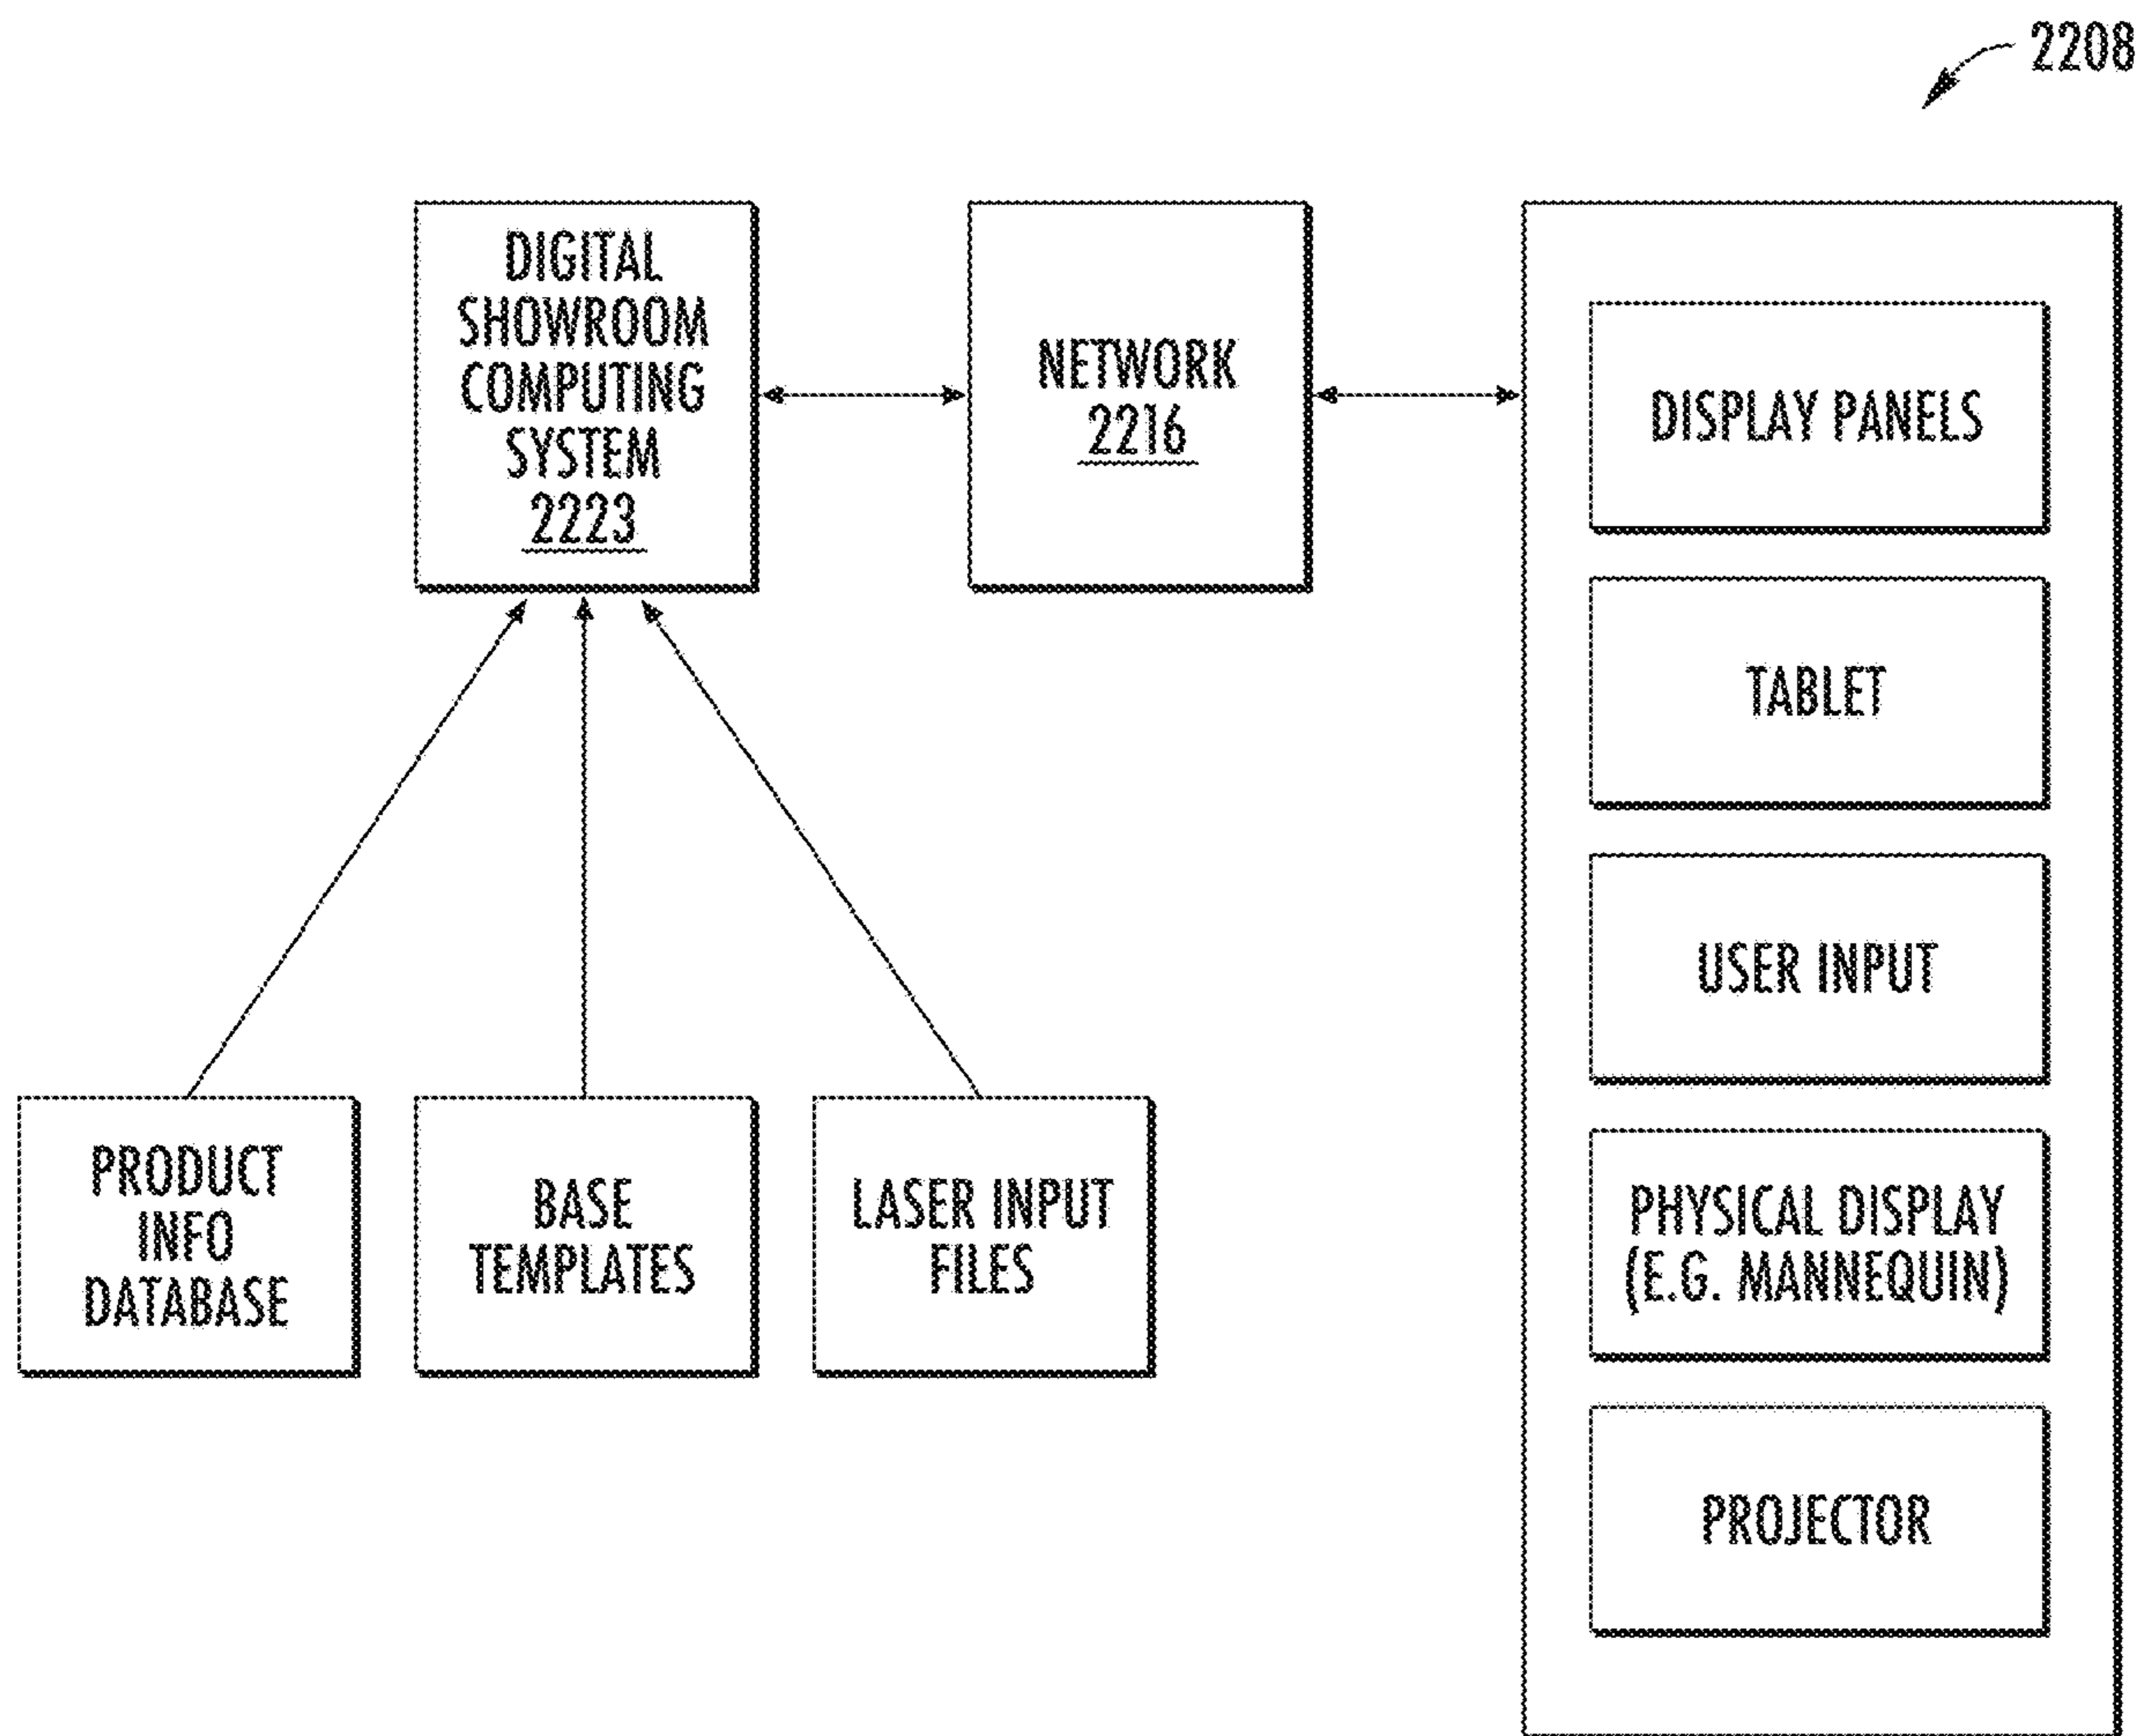 2208
DIGITAL
SHOWROOM
COMPUTING
SYSTEM
2223
NETWORK
2216
DISPLAY PANELS
TABLET
USER INPUT
PHYSICAL DISPLAY
(E.G. MANNEQUIN)
PROJECTOR
PRODUCT
INFO
DATABASE
BASE
TEMPLATES
LASER INPUT
FILES